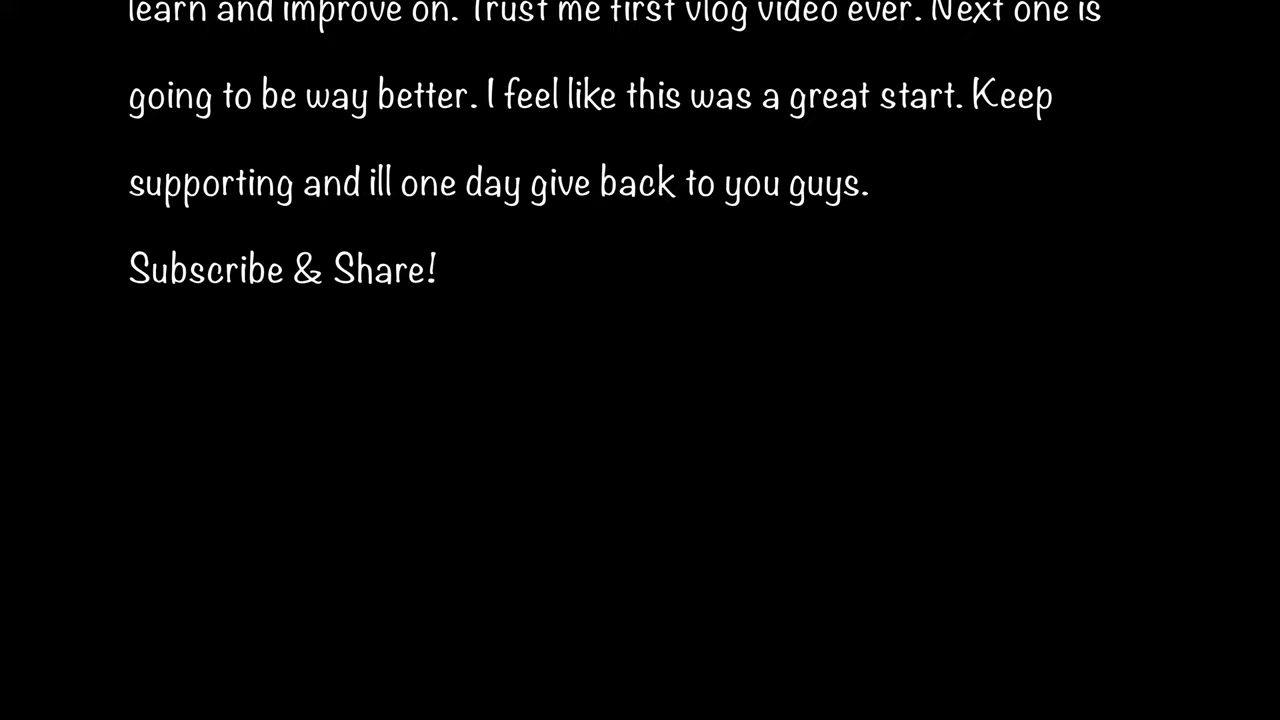 learn and improve on. Trust me first vlog video ever. Next one is
going to be way better. I feel like this was a great start. Keep
supporting and ill one day give back to you guys.
Subscribe & Share!